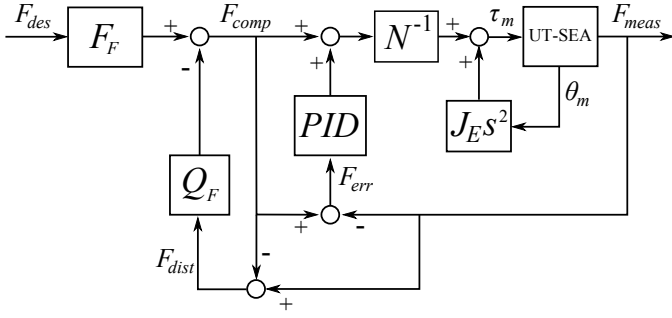 F_des
F_F
+
-
F_comp
+
+
N^{-1}
+
+
τ_m
UT-SEA
F_meas
θ_m
J_E s^2
PID
Q_F
F_err
+
-
F_dist
-
+